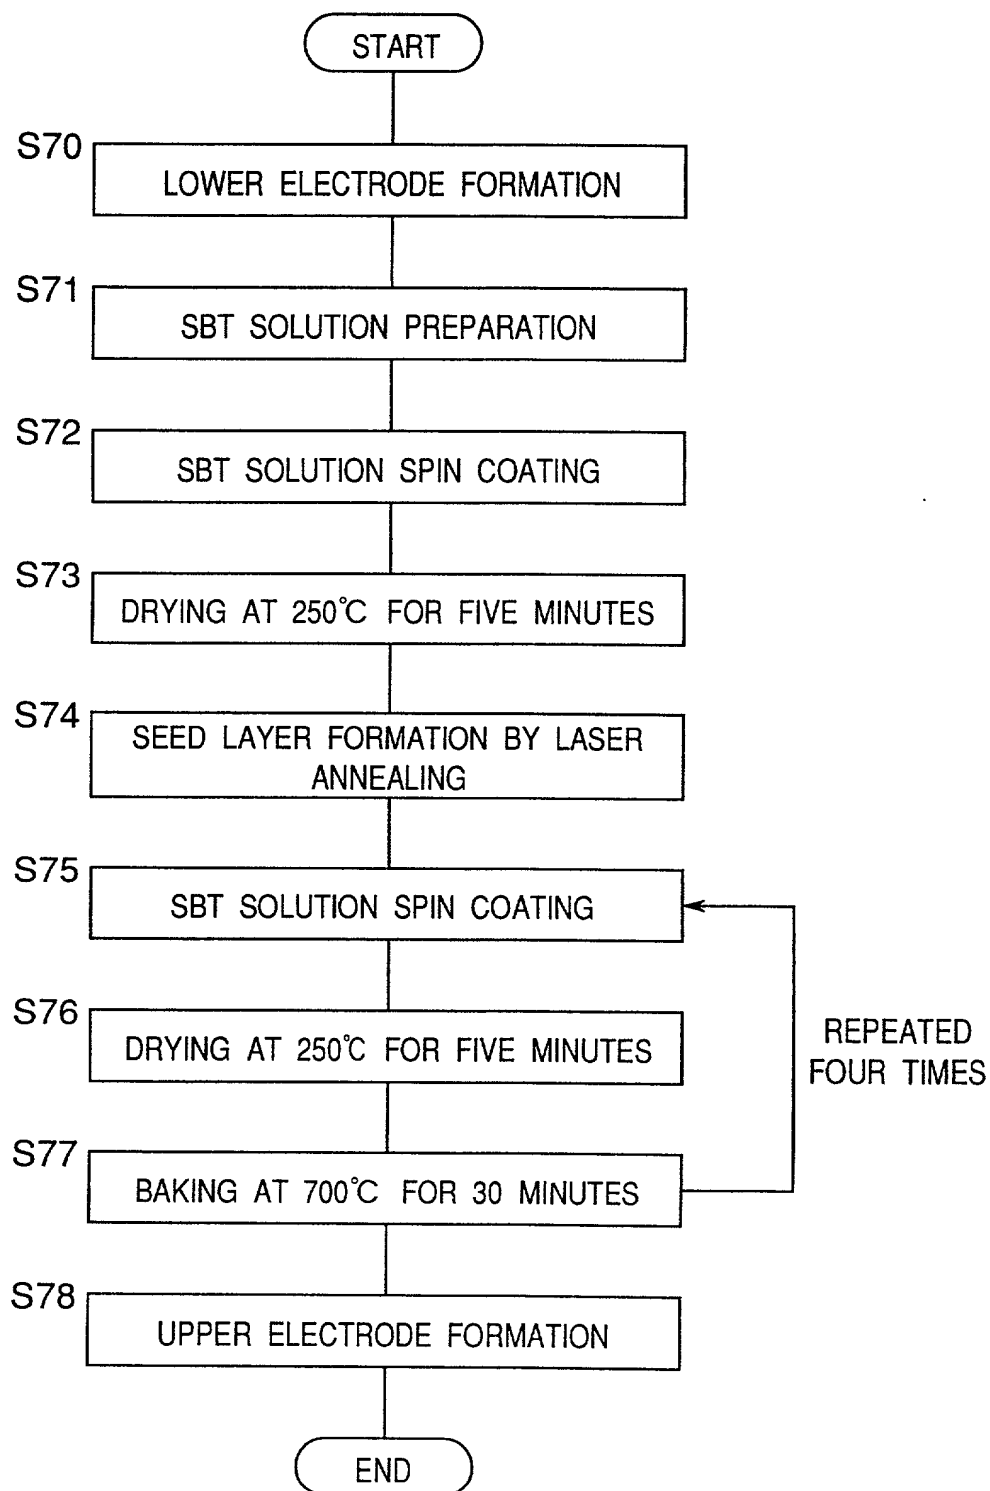 START
S70
LOWER ELECTRODE FORMATION
S71
SBT SOLUTION PREPARATION
S72
SBT SOLUTION SPIN COATING
S73
DRYING AT 250℃ FOR FIVE MINUTES
S74
SEED LAYER FORMATION BY LASER
ANNEALING
S75
SBT SOLUTION SPIN COATING
S76
DRYING AT 250℃ FOR FIVE MINUTES
REPEATED
FOUR TIMES
S77
BAKING AT 700℃ FOR 30 MINUTES
S78
UPPER ELECTRODE FORMATION
END